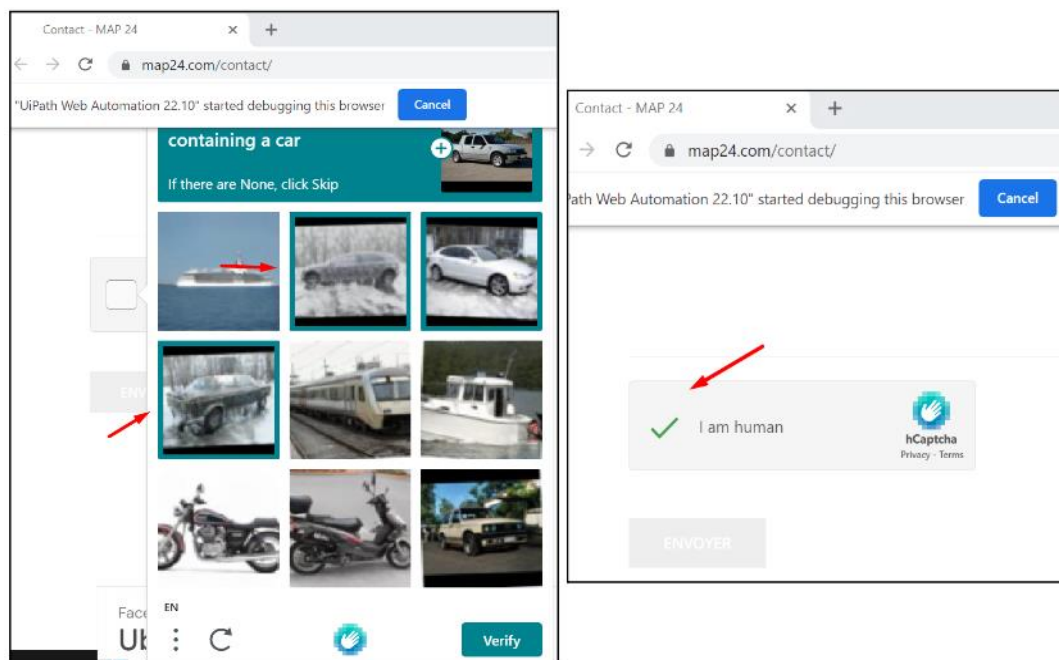 Contact - MAP 24
map24.com/contact/
"UiPath Web Automation 22.10" started debugging this browser
Cancel
containing a car
If there are None, click Skip
EN
Verify
Contact - MAP 24
map24.com/contact/
Path Web Automation 22.10" started debugging this browser
Cancel
I am human
hCaptcha
Privacy - Terms
ENVOYER